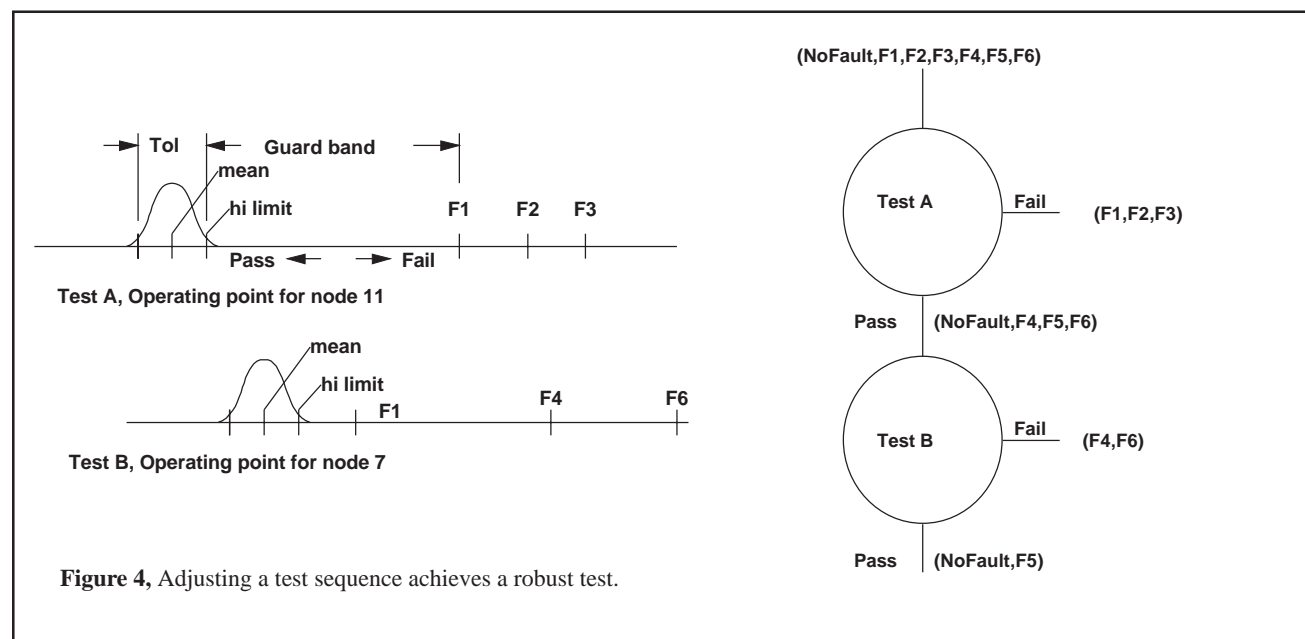 (NoFault,F1,F2,F3,F4,F5,F6)
Tol
Guard band
mean
hi limit
F1
F2
F3
Pass
Fail
Test A, Operating point for node 11
mean
hi limit
F1
F4
F6
Test B, Operating point for node 7
Test A
Fail
(F1,F2,F3)
Pass
(NoFault,F4,F5,F6)
Test B
Fail
(F4,F6)
Pass
(NoFault,F5)
Figure 4, Adjusting a test sequence achieves a robust test.